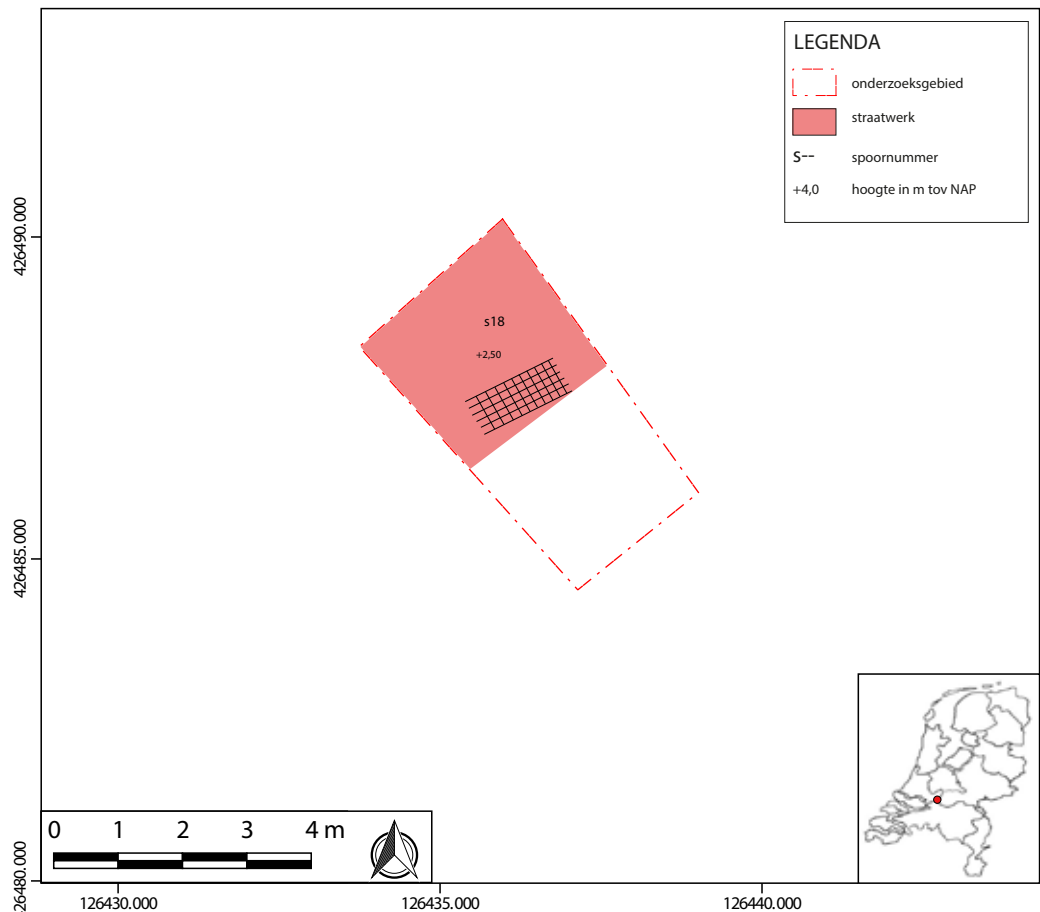 LEGENDA
onderzoeksgebied
straatwerk
S-- spoornummer
+4,0 hoogte in m tov NAP
426490.000
s18
+2,50
426485.000
0 1 2 3 4 m
426480.000
126430.000 126435.000 126440.000